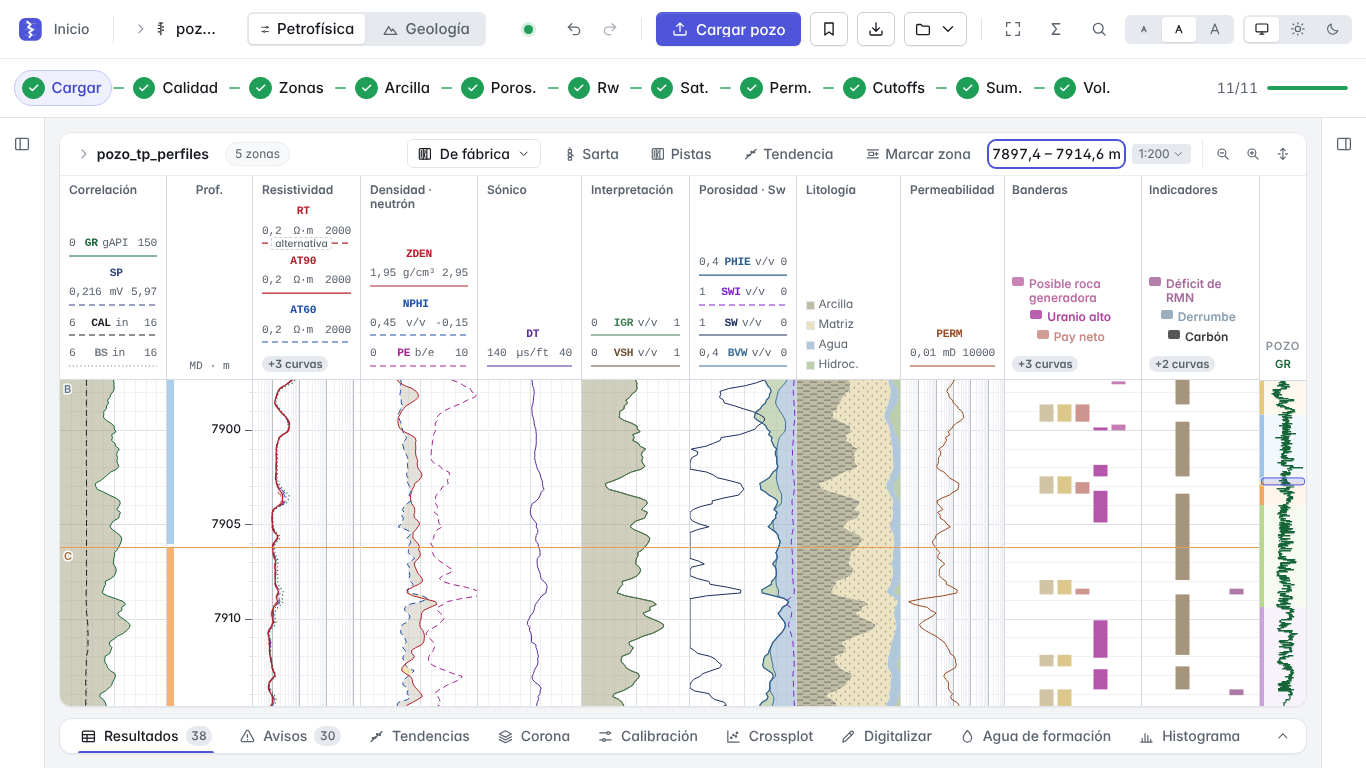 Inicio
poz...
Petrofísica
Geología
Cargar pozo
A
A
A
Cargar
Calidad
Zonas
Arcilla
Poros.
Rw
Sat.
Perm.
Cutoffs
Sum.
Vol.
11/11
pozo_tp_perfiles
5 zonas
De fábrica
Sarta
Pistas
Tendencia
Marcar zona
7897,4 – 7914,6 m
1:200
Correlación
0 GR gAPI 150
SP
0,216 mV 5,97
6 CAL in 16
6 BS in 16
Prof.
MD · m
Resistividad
RT
0,2 Ω·m 2000
alternativa
AT90
0,2 Ω·m 2000
AT60
0,2 Ω·m 2000
+3 curvas
Densidad ·
neutrón
ZDEN
1,95 g/cm³ 2,95
NPHI
0,45 v/v -0,15
0 PE b/e 10
Sónico
DT
140 µs/ft 40
Interpretación
0 IGR v/v 1
0 VSH v/v 1
Porosidad · Sw
0,4 PHIE v/v 0
1 SWI v/v 0
1 SW v/v 0
0,4 BVW v/v 0
Litología
Arcilla
Matriz
Agua
Hidroc.
Permeabilidad
PERM
0,01 mD 10000
Banderas
Posible roca
generadora
Uranio alto
Pay neto
+3 curvas
Indicadores
Déficit de
RMN
Derrumbe
Carbón
+2 curvas
POZO
GR
B
7900
7905
C
7910
Resultados 38
Avisos 30
Tendencias
Corona
Calibración
Crossplot
Digitalizar
Agua de formación
Histograma